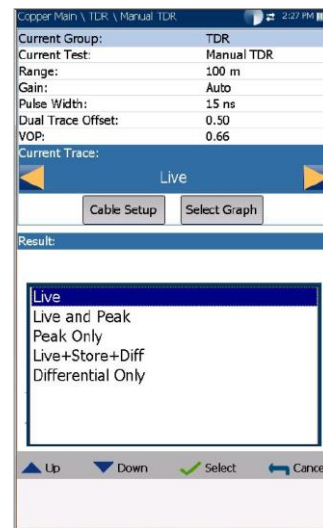 Copper Main \ TDR \ Manual TDR 2:27 PM
Current Group: TDR
Current Test: Manual TDR
Range: 100 m
Gain: Auto
Pulse Width: 15 ns
Dual Trace Offset: 0.50
VOP: 0.66
Current Trace:
Live
Cable Setup Select Graph
Result:
Live
Live and Peak
Peak Only
Live+Store+Diff
Differential Only
Up Down Select Cance